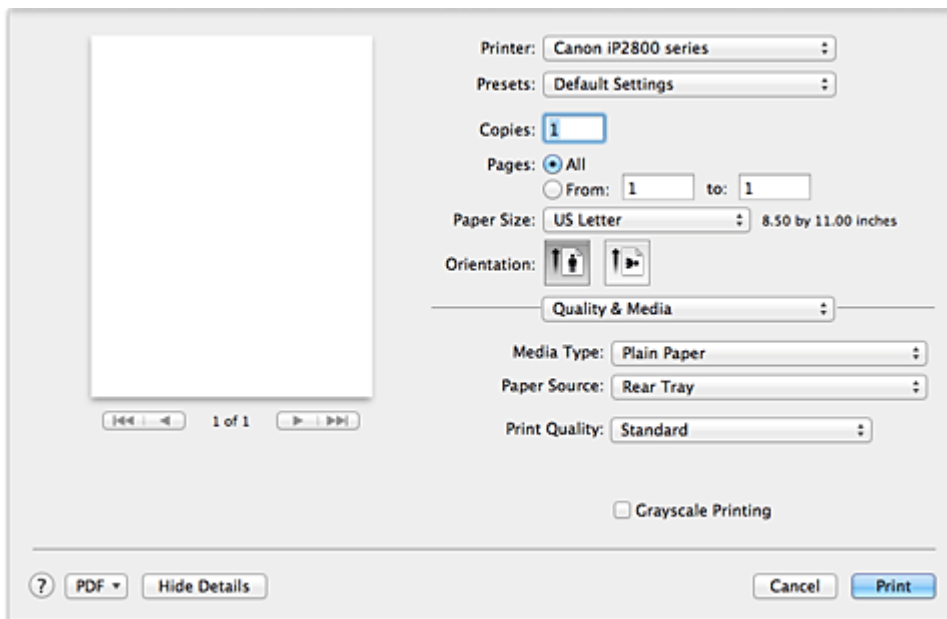 Printer: Canon iP2800 series
Presets: Default Settings
Copies: 1
Pages: All
From: 1 to: 1
Paper Size: US Letter 8.50 by 11.00 inches
Orientation:
Quality & Media
Media Type: Plain Paper
Paper Source: Rear Tray
1 of 1
Print Quality: Standard
Grayscale Printing
? PDF Hide Details Cancel Print